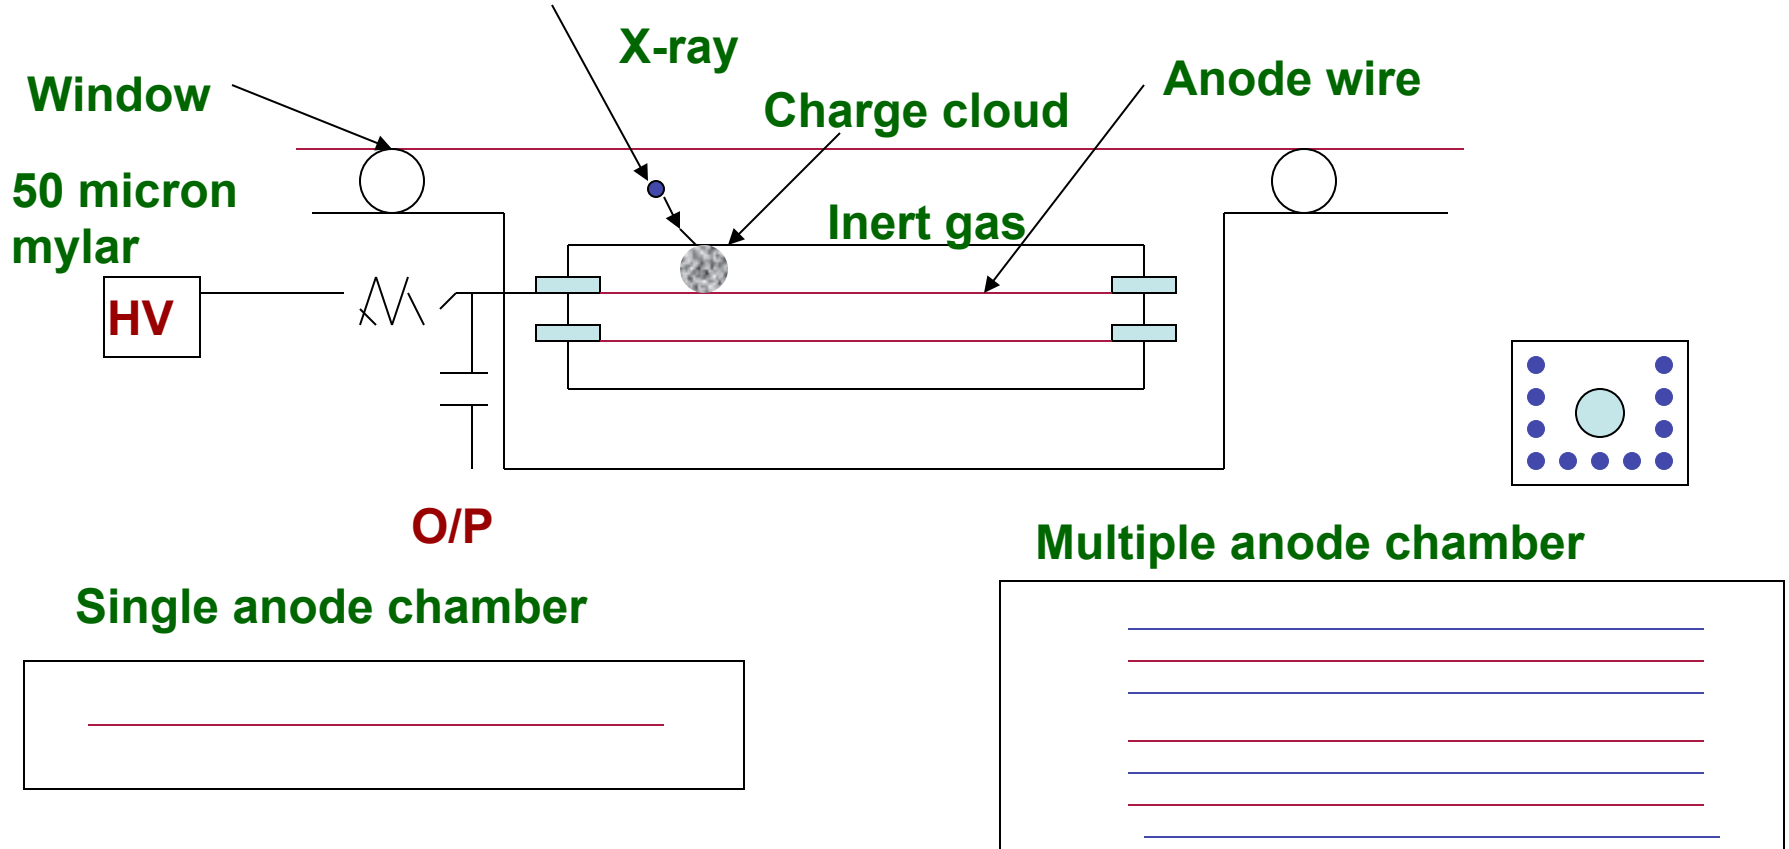 X-ray
Window
Anode wire
Charge cloud
50 micron
mylar
Inert gas
HV
O/P
Multiple anode chamber
Single anode chamber